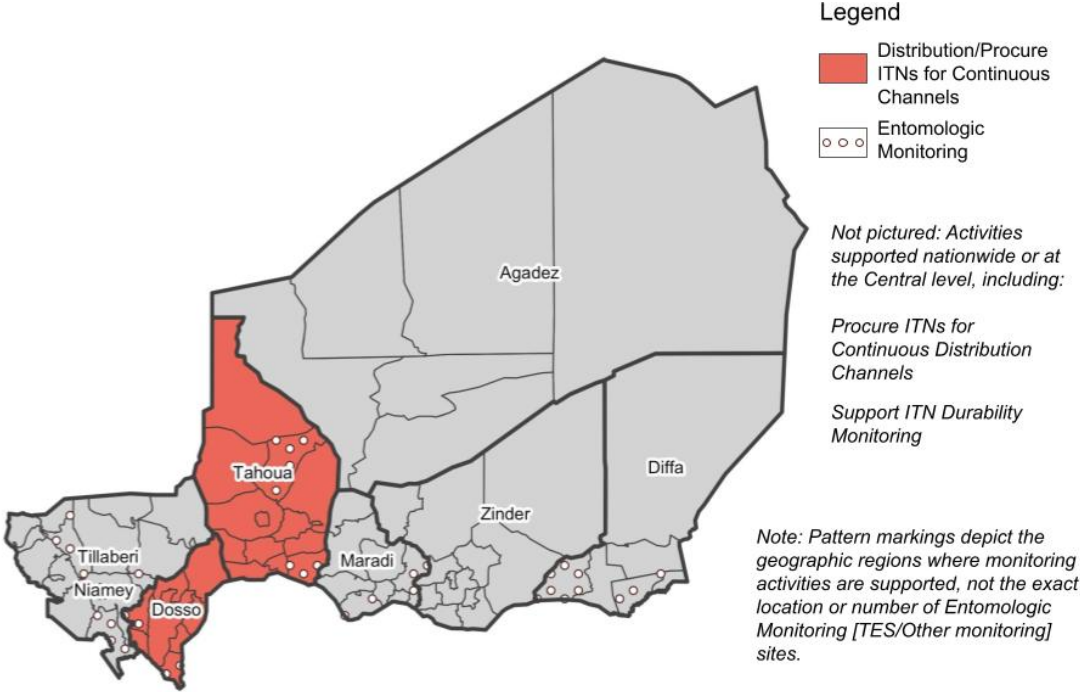 Legend
Distribution/Procure
ITNs for Continuous
Channels
Entomologic
Monitoring
Not pictured: Activities
supported nationwide or at
the Central level, including:
Procure ITNs for
Continuous Distribution
Channels
Support ITN Durability
Monitoring
Agadez
Tahoua
Diffa
Zinder
Maradi
Tillaberi
Niamey
Dosso
Note: Pattern markings depict the
geographic regions where monitoring
activities are supported, not the exact
location or number of Entomologic
Monitoring [TES/Other monitoring]
sites.